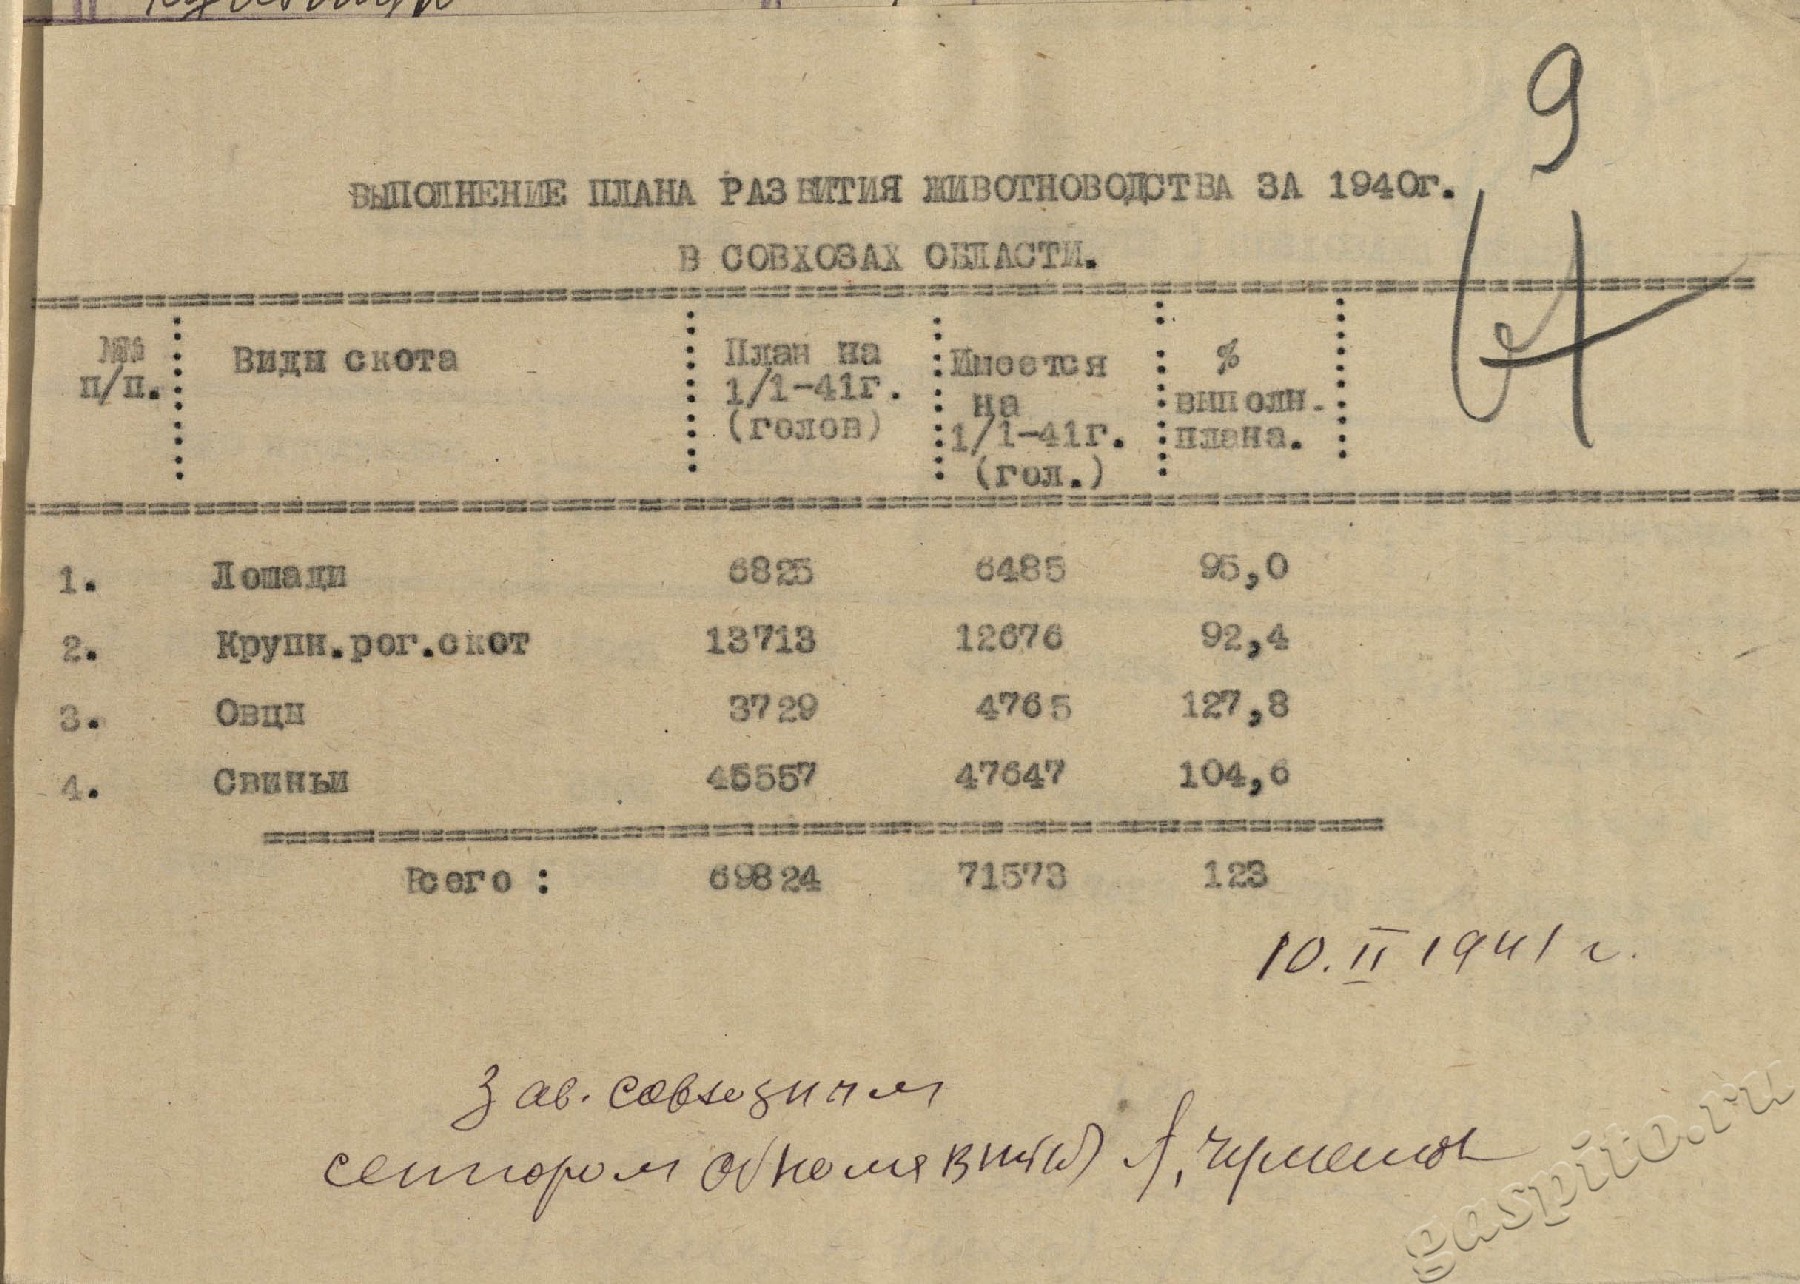 9
ВЫПОЛНЕНИЕ ПЛАНА РАЗВИТИЯ ЖИВОТНОВОДСТВА ЗА 1940г.
В СОВХОЗАХ ОБЛАСТИ.
№№ п/п. Виды скота План на 1/1-41г. (голов) Имеется на 1/1-41г. (гол.) % выполн. плана.
1. Лошади 6825 6485 95,0
2. Крупн.рог.скот 13713 12676 92,4
3. Овцы 3729 4765 127,8
4. Свиньи 45557 47647 104,6
Всего : 69824 71573 123
10. II 1941 г.
Зав. совхозным
сектором обкома ВКП(б) А.
gaspito.ru